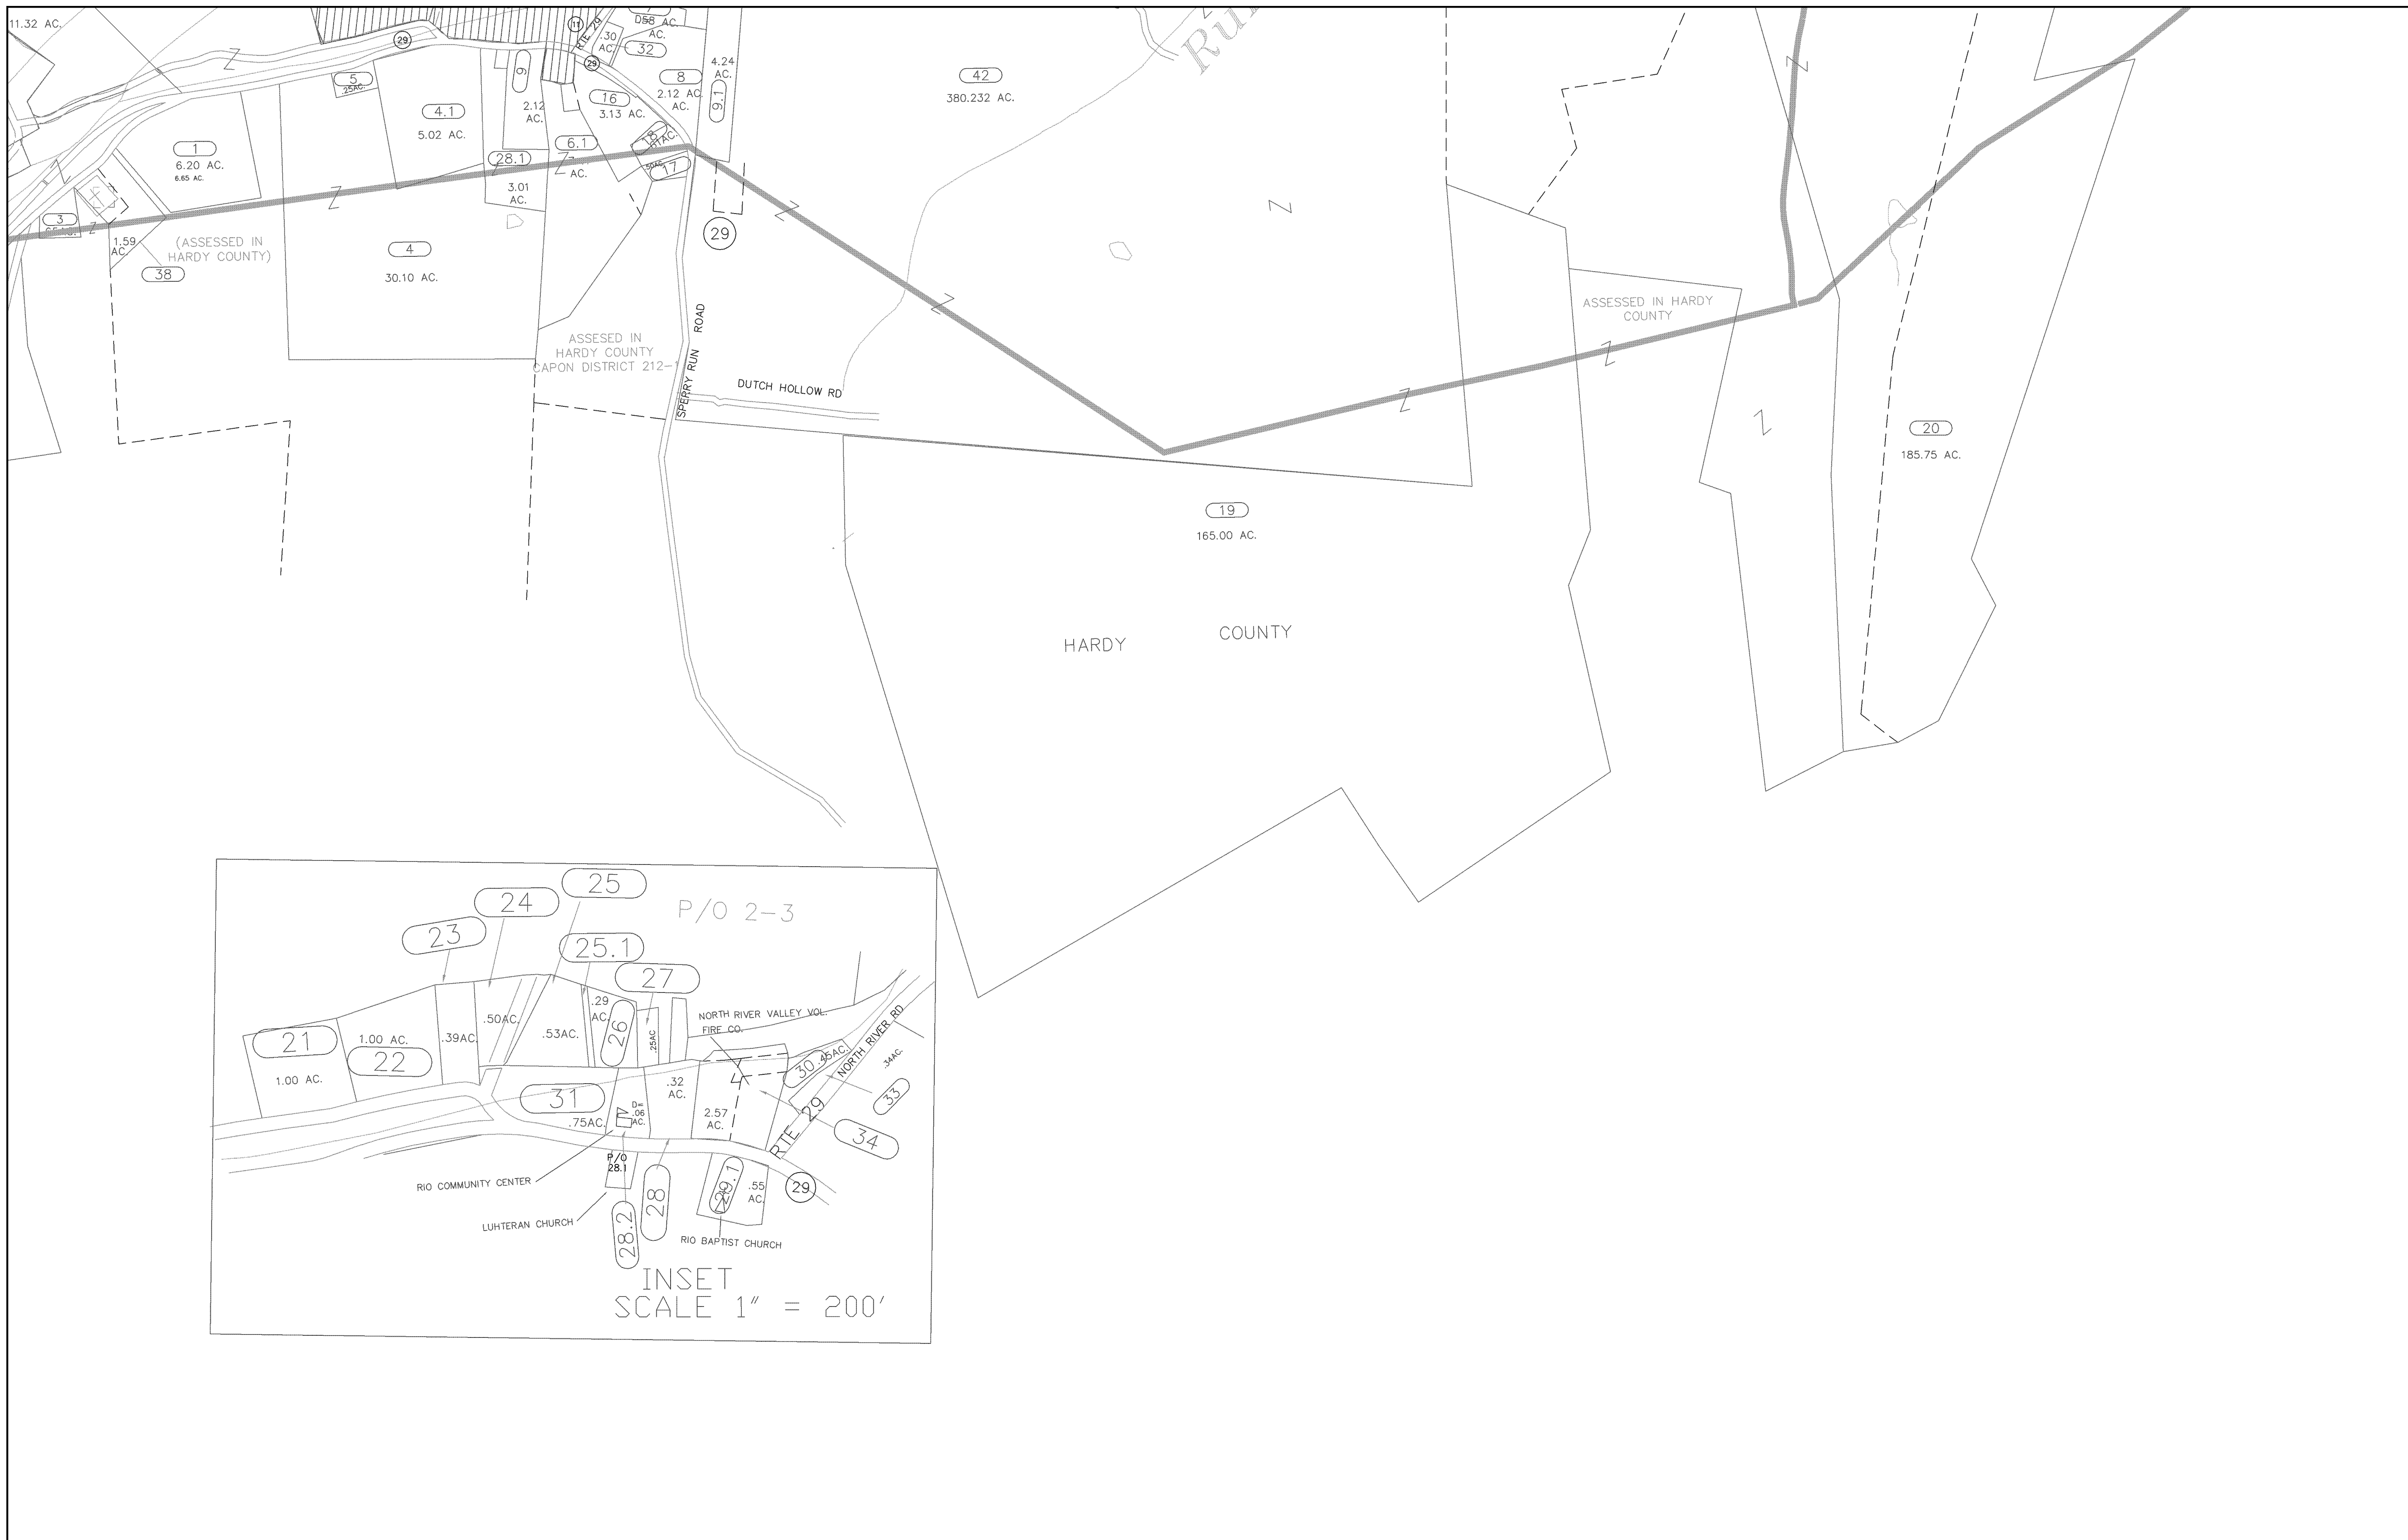 11.32 AC.
29
11
RTE 29
.30
AC.
32
D58 AC.
AC.
29
5
.25AC.
4.1
5.02 AC.
9
2.12
AC.
16
3.13 AC.
8
2.12 AC.
AC.
4.24
AC.
9.1
42
380.232 AC.
Run
1
6.20 AC.
6.65 AC.
28.1
3.01
AC.
6.1
AC.
18
17
3
1.59
AC.
38
(ASSESSED IN
HARDY COUNTY)
4
30.10 AC.
29
ASSESED IN
HARDY COUNTY
CAPON DISTRICT 212-1
SPERRY RUN ROAD
DUTCH HOLLOW RD
ASSESSED IN HARDY
COUNTY
20
185.75 AC.
19
165.00 AC.
HARDY COUNTY
25
24
P/O 2-3
23
25.1
27
.29
AC.
26
NORTH RIVER VALLEY VOL.
FIRE CO.
.50AC.
.53AC.
.25AC
21
1.00 AC.
1.00 AC.
22
.39AC.
NORTH RIVER RD
30
.45AC.
.34AC.
33
31
.75AC.
D=
.06
AC.
.32
AC.
2.57
AC.
RTE 29
34
P/O
28.1
RIO COMMUNITY CENTER
28
29.1
.55
AC.
29
LUHTERAN CHURCH
28.2
RIO BAPTIST CHURCH
INSET
SCALE 1" = 200'